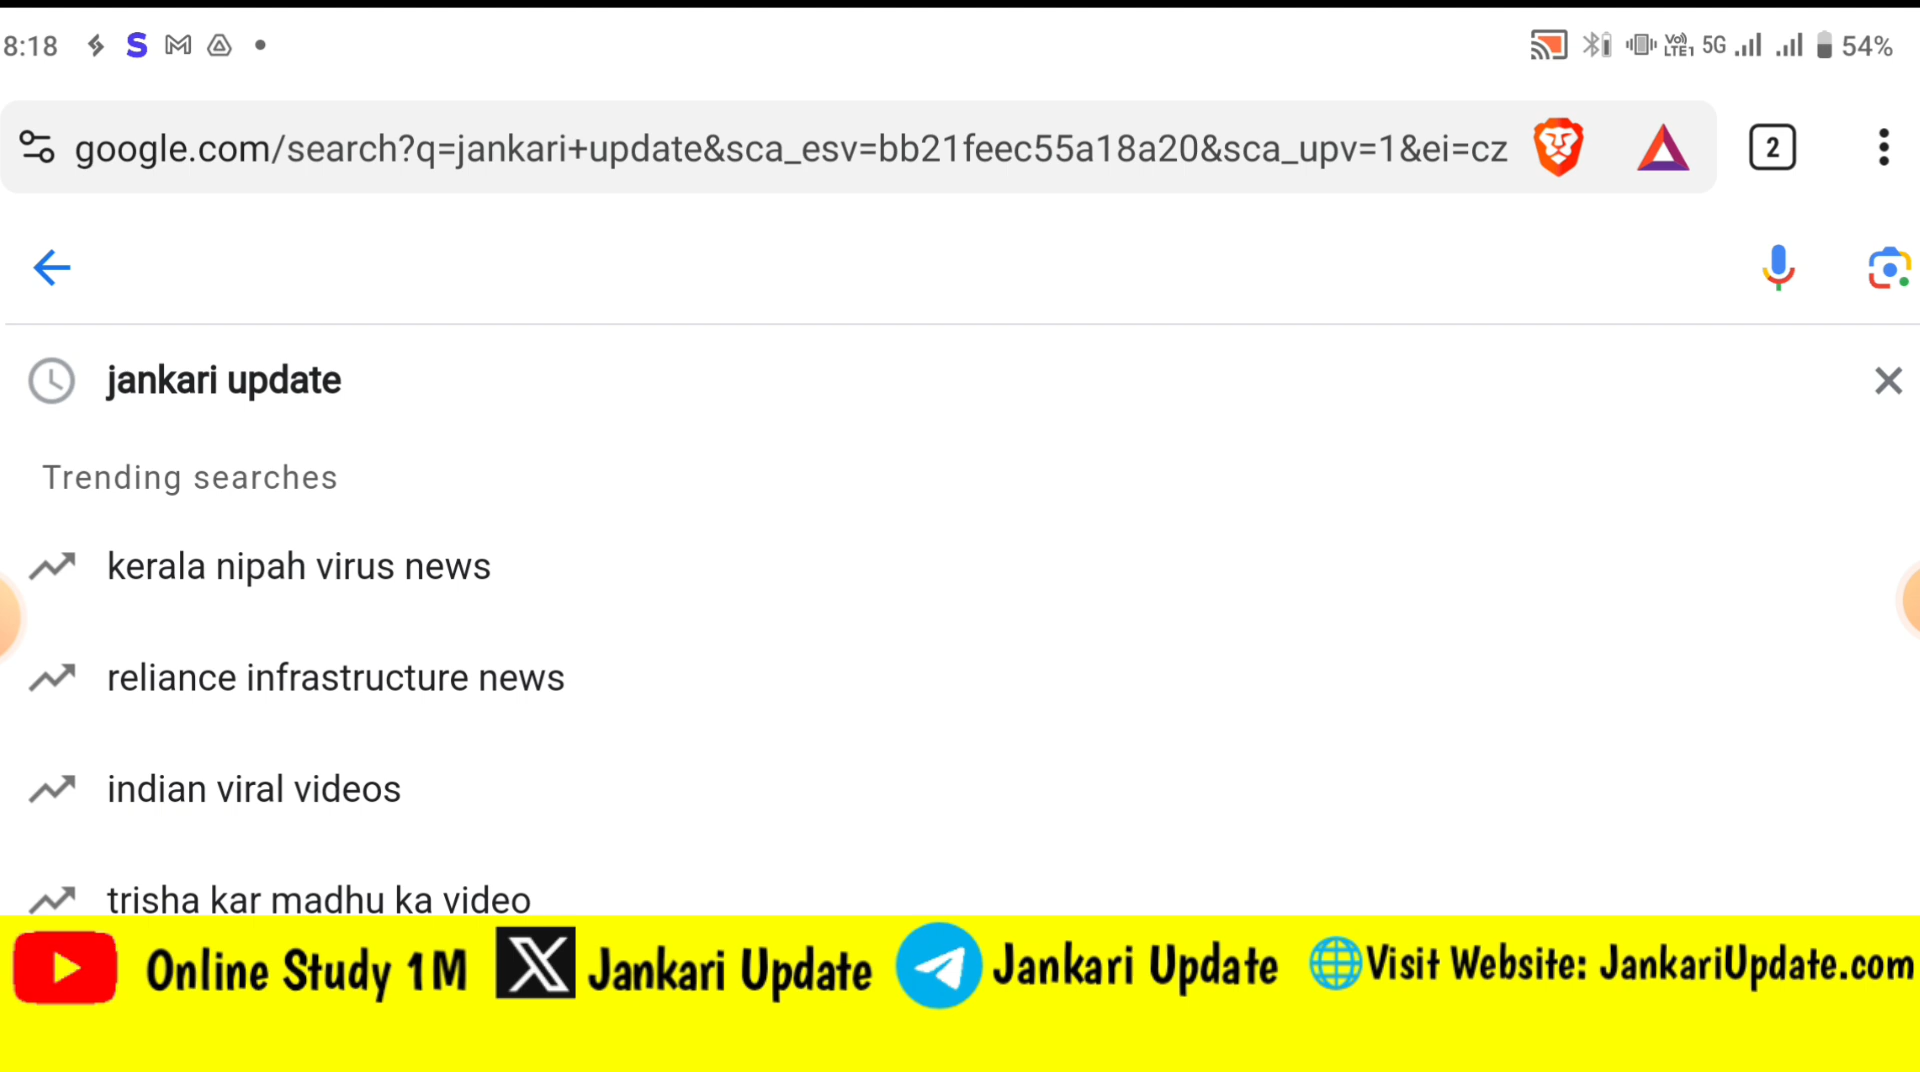 8:18 S 5G 54%
google.com/search?q=jankari+update&sca_esv=bb21feec55a18a20&sca_upv=1&ei=cz 2
jankari update
Trending searches
kerala nipah virus news
reliance infrastructure news
indian viral videos
trisha kar madhu ka video
Online Study 1M X Jankari Update Jankari Update Visit Website: JankariUpdate.com